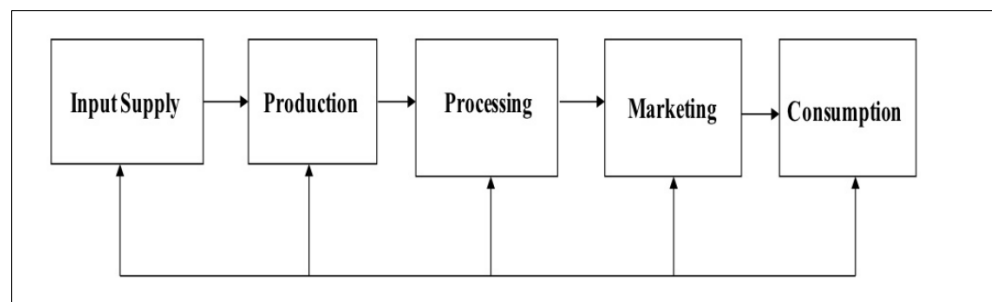 Input Supply
Production
Processing
Marketing
Consumption